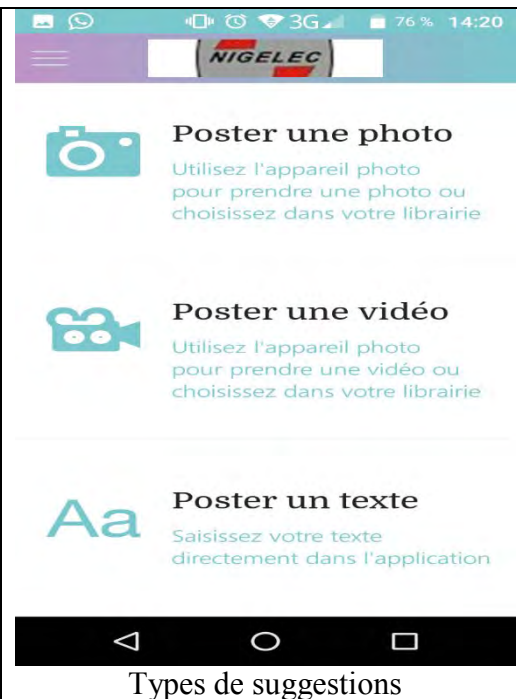 3G 76 % 14:20
NIGELEC
Poster une photo
Utilisez l'appareil photo
pour prendre une photo ou
choisissez dans votre librairie
Poster une vidéo
Utilisez l'appareil photo
pour prendre une vidéo ou
choisissez dans votre librairie
Aa
Poster un texte
Saisissez votre texte
directement dans l'application
Types de suggestions